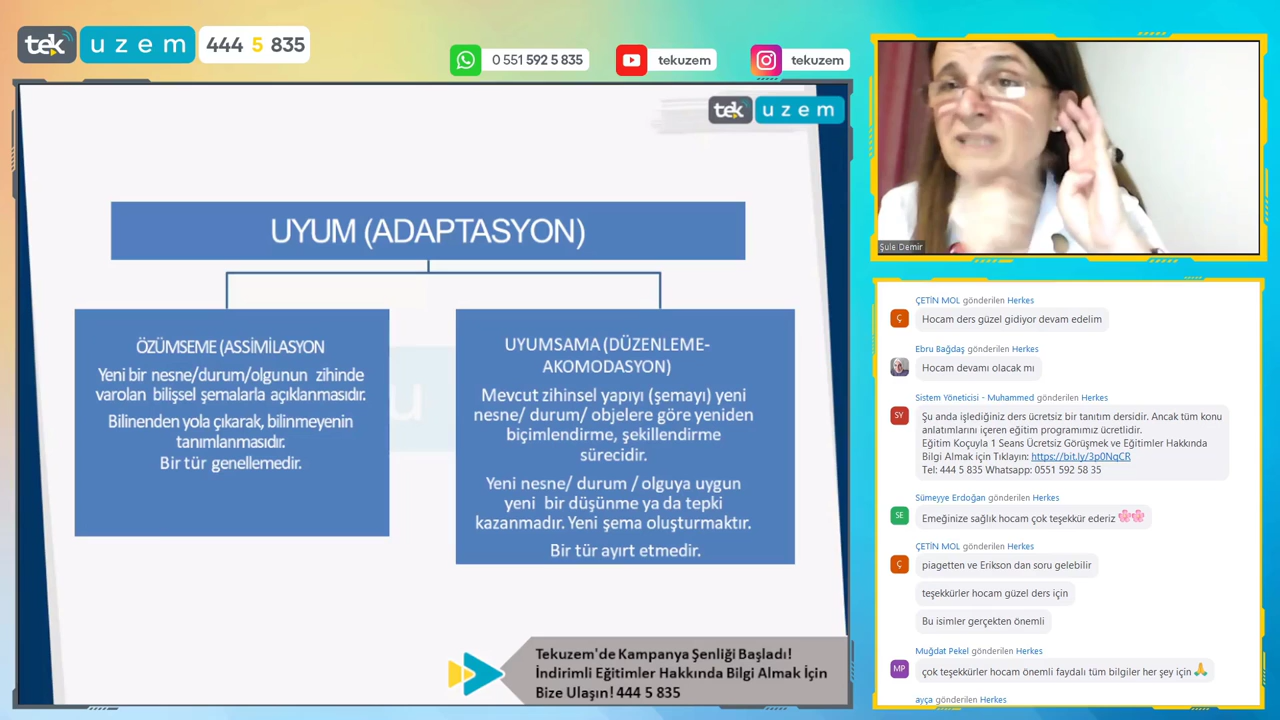 tek uzem 444 5 835
0 551 592 5 835
tekuzem
tekuzem
tek uzem
UYUM (ADAPTASYON)
ÖZÜMSEME (ASSİMİLASYON
Yeni bir nesne/durum/olgunun zihinde
varolan bilişsel şemalarla açıklanmasıdır.
Bilinenden yola çıkarak, bilinmeyenin
tanımlanmasıdır.
Bir tür genellemedir.
UYUMSAMA (DÜZENLEME-
AKOMODASYON)
Mevcut zihinsel yapıyı (şemayı) yeni
nesne/ durum/ objelere göre yeniden
biçimlendirme, şekillendirme
sürecidir.
Yeni nesne/ durum / olguya uygun
yeni bir düşünme ya da tepki
kazanmadır. Yeni şema oluşturmaktır.
Bir tür ayırt etmedir.
Tekuzem'de Kampanya Şenliği Başladı!
İndirimli Eğitimler Hakkında Bilgi Almak İçin
Bize Ulaşın! 444 5 835
Şule Demir
ÇETİN MOL gönderilen Herkes
Ç
Hocam ders güzel gidiyor devam edelim
Ebru Bağdaş gönderilen Herkes
Hocam devamı olacak mı
Sistem Yöneticisi - Muhammed gönderilen Herkes
SY
Şu anda işlediğiniz ders ücretsiz bir tanıtım dersidir. Ancak tüm konu
anlatımlarını içeren eğitim programımız ücretlidir.
Eğitim Koçuyla 1 Seans Ücretsiz Görüşmek ve Eğitimler Hakkında
Bilgi Almak için Tıklayın: https://bit.ly/3p0NqCR
Tel: 444 5 835 Whatsapp: 0551 592 58 35
Sümeyye Erdoğan gönderilen Herkes
SE
Emeğinize sağlık hocam çok teşekkür ederiz
ÇETİN MOL gönderilen Herkes
Ç
piagetten ve Erikson dan soru gelebilir
teşekkürler hocam güzel ders için
Bu isimler gerçekten önemli
Muğdat Pekel gönderilen Herkes
MP
çok teşekkürler hocam önemli faydalı tüm bilgiler her şey için
ayça gönderilen Herkes